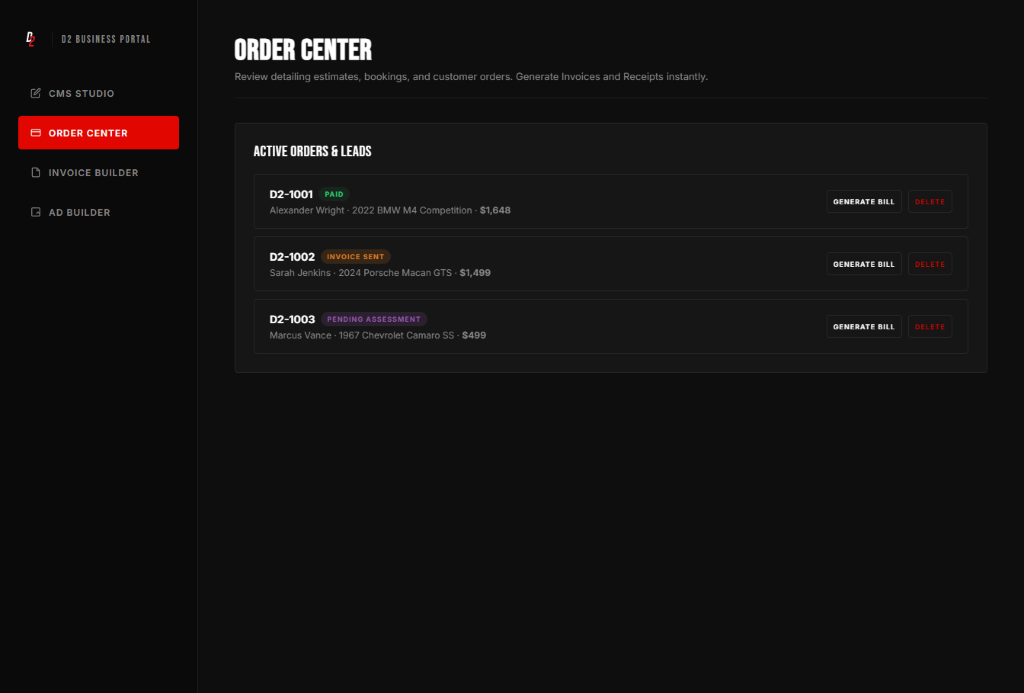 D2
D2 BUSINESS PORTAL
CMS STUDIO
ORDER CENTER
INVOICE BUILDER
AD BUILDER
ORDER CENTER
Review detailing estimates, bookings, and customer orders. Generate Invoices and Receipts instantly.
ACTIVE ORDERS & LEADS
D2-1001 PAID
Alexander Wright · 2022 BMW M4 Competition · $1,648
GENERATE BILL DELETE
D2-1002 INVOICE SENT
Sarah Jenkins · 2024 Porsche Macan GTS · $1,499
GENERATE BILL DELETE
D2-1003 PENDING ASSESSMENT
Marcus Vance · 1967 Chevrolet Camaro SS · $499
GENERATE BILL DELETE